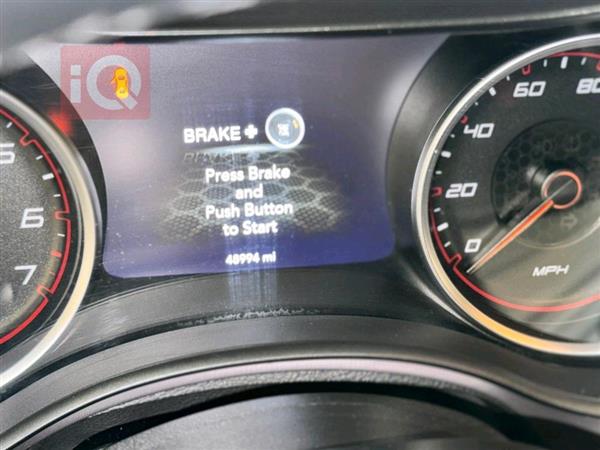 iQ
BRAKE +
Press Brake
and
Push Button
to Start
48994 mi
5
6
7
0
20
40
60
80
MPH